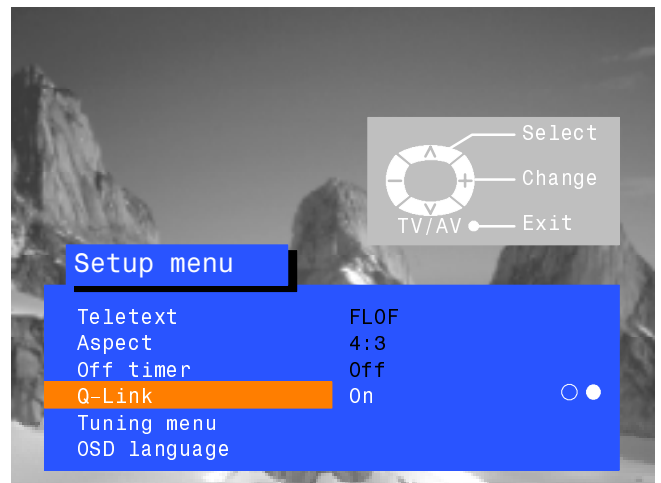 Select
Change
TV/AV Exit
Setup menu
Teletext FLOF
Aspect 4:3
Off timer Off
Q-Link On
Tuning menu
OSD language